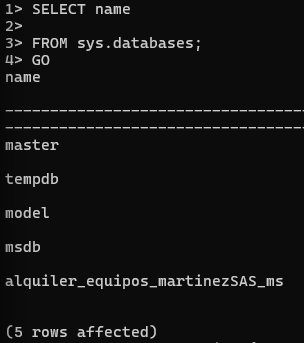 1> SELECT name
2>
3> FROM sys.databases;
4> GO
name

---------------------------------
---------------------------------
master

tempdb

model

msdb

alquiler_equipos_martinezSAS_ms


(5 rows affected)